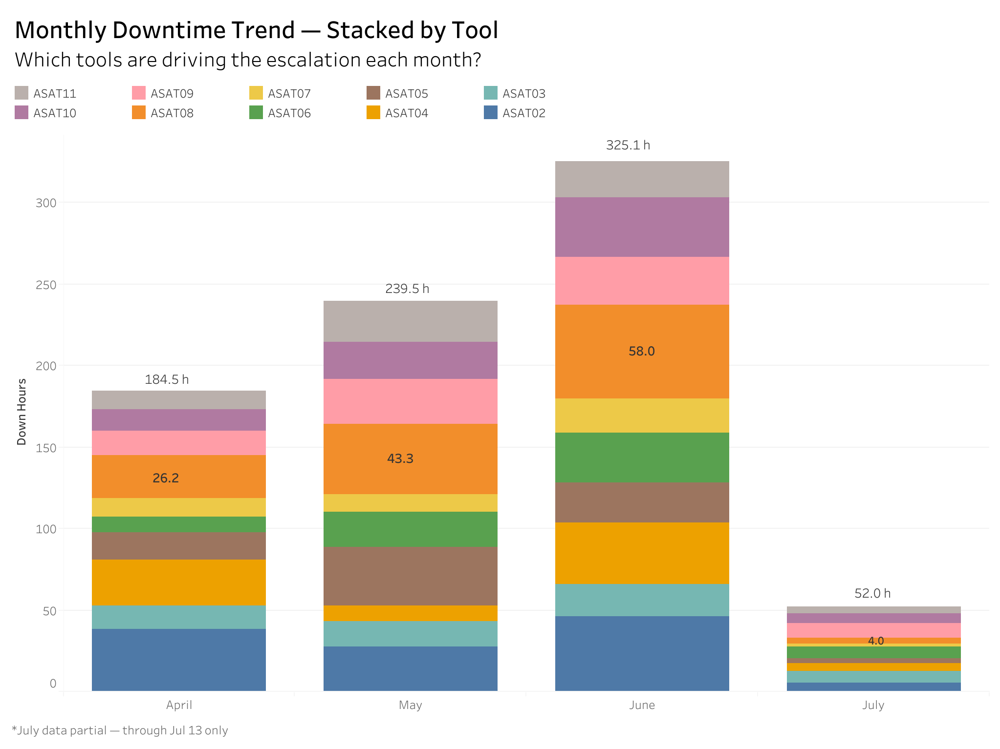 Monthly Downtime Trend — Stacked by Tool
Which tools are driving the escalation each month?
ASAT11 ASAT09 ASAT07 ASAT05 ASAT03
ASAT10 ASAT08 ASAT06 ASAT04 ASAT02
325.1 h
300
250
239.5 h
58.0
200
184.5 h
Down Hours
150
43.3
26.2
100
52.0 h
50
4.0
0
April May June July
*July data partial — through Jul 13 only